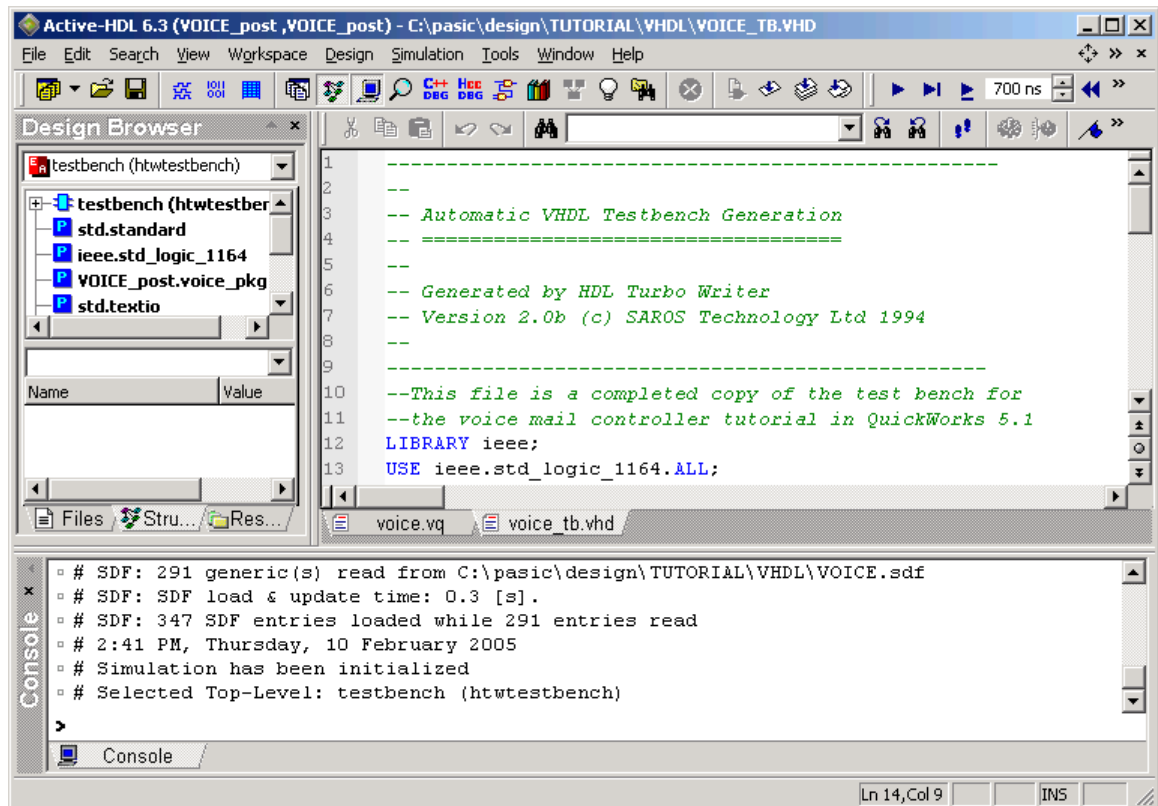 Active-HDL 6.3 (VOICE_post ,VOICE_post) - C:\pasic\design\TUTORIAL\VHDL\VOICE_TB.VHD
File Edit Search View Workspace Design Simulation Tools Window Help
C++ DBG HCC DBG 700 ns
Design Browser
testbench (htwtestbench)
testbench (htwtestber
std.standard
ieee.std_logic_1164
VOICE_post.voice_pkg
std.textio
Name Value
Files Stru... Res...
1 ---------------------------------------------------
2 --
3 -- Automatic VHDL Testbench Generation
4 -- ===================================
5 --
6 -- Generated by HDL Turbo Writer
7 -- Version 2.0b (c) SAROS Technology Ltd 1994
8 --
9 --------------------------------------------------
10 --This file is a completed copy of the test bench for
11 --the voice mail controller tutorial in QuickWorks 5.1
12 LIBRARY ieee;
13 USE ieee.std_logic_1164.ALL;
voice.vq voice_tb.vhd
# SDF: 291 generic(s) read from C:\pasic\design\TUTORIAL\VHDL\VOICE.sdf
# SDF: SDF load & update time: 0.3 [s].
# SDF: 347 SDF entries loaded while 291 entries read
# 2:41 PM, Thursday, 10 February 2005
# Simulation has been initialized
# Selected Top-Level: testbench (htwtestbench)
>
Console
Console
Ln 14,Col 9 INS